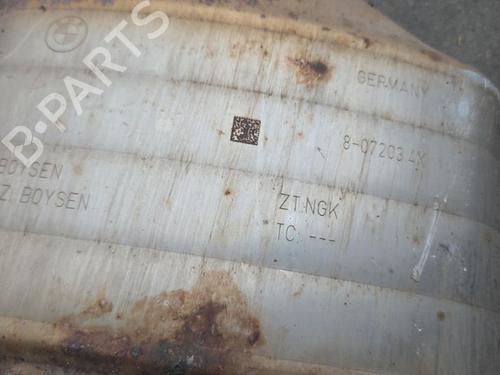 B-PARTS
GERMANY
8-07203.4Y
BOYSEN
Z. BOYSEN
ZT.NGK
TC: ---